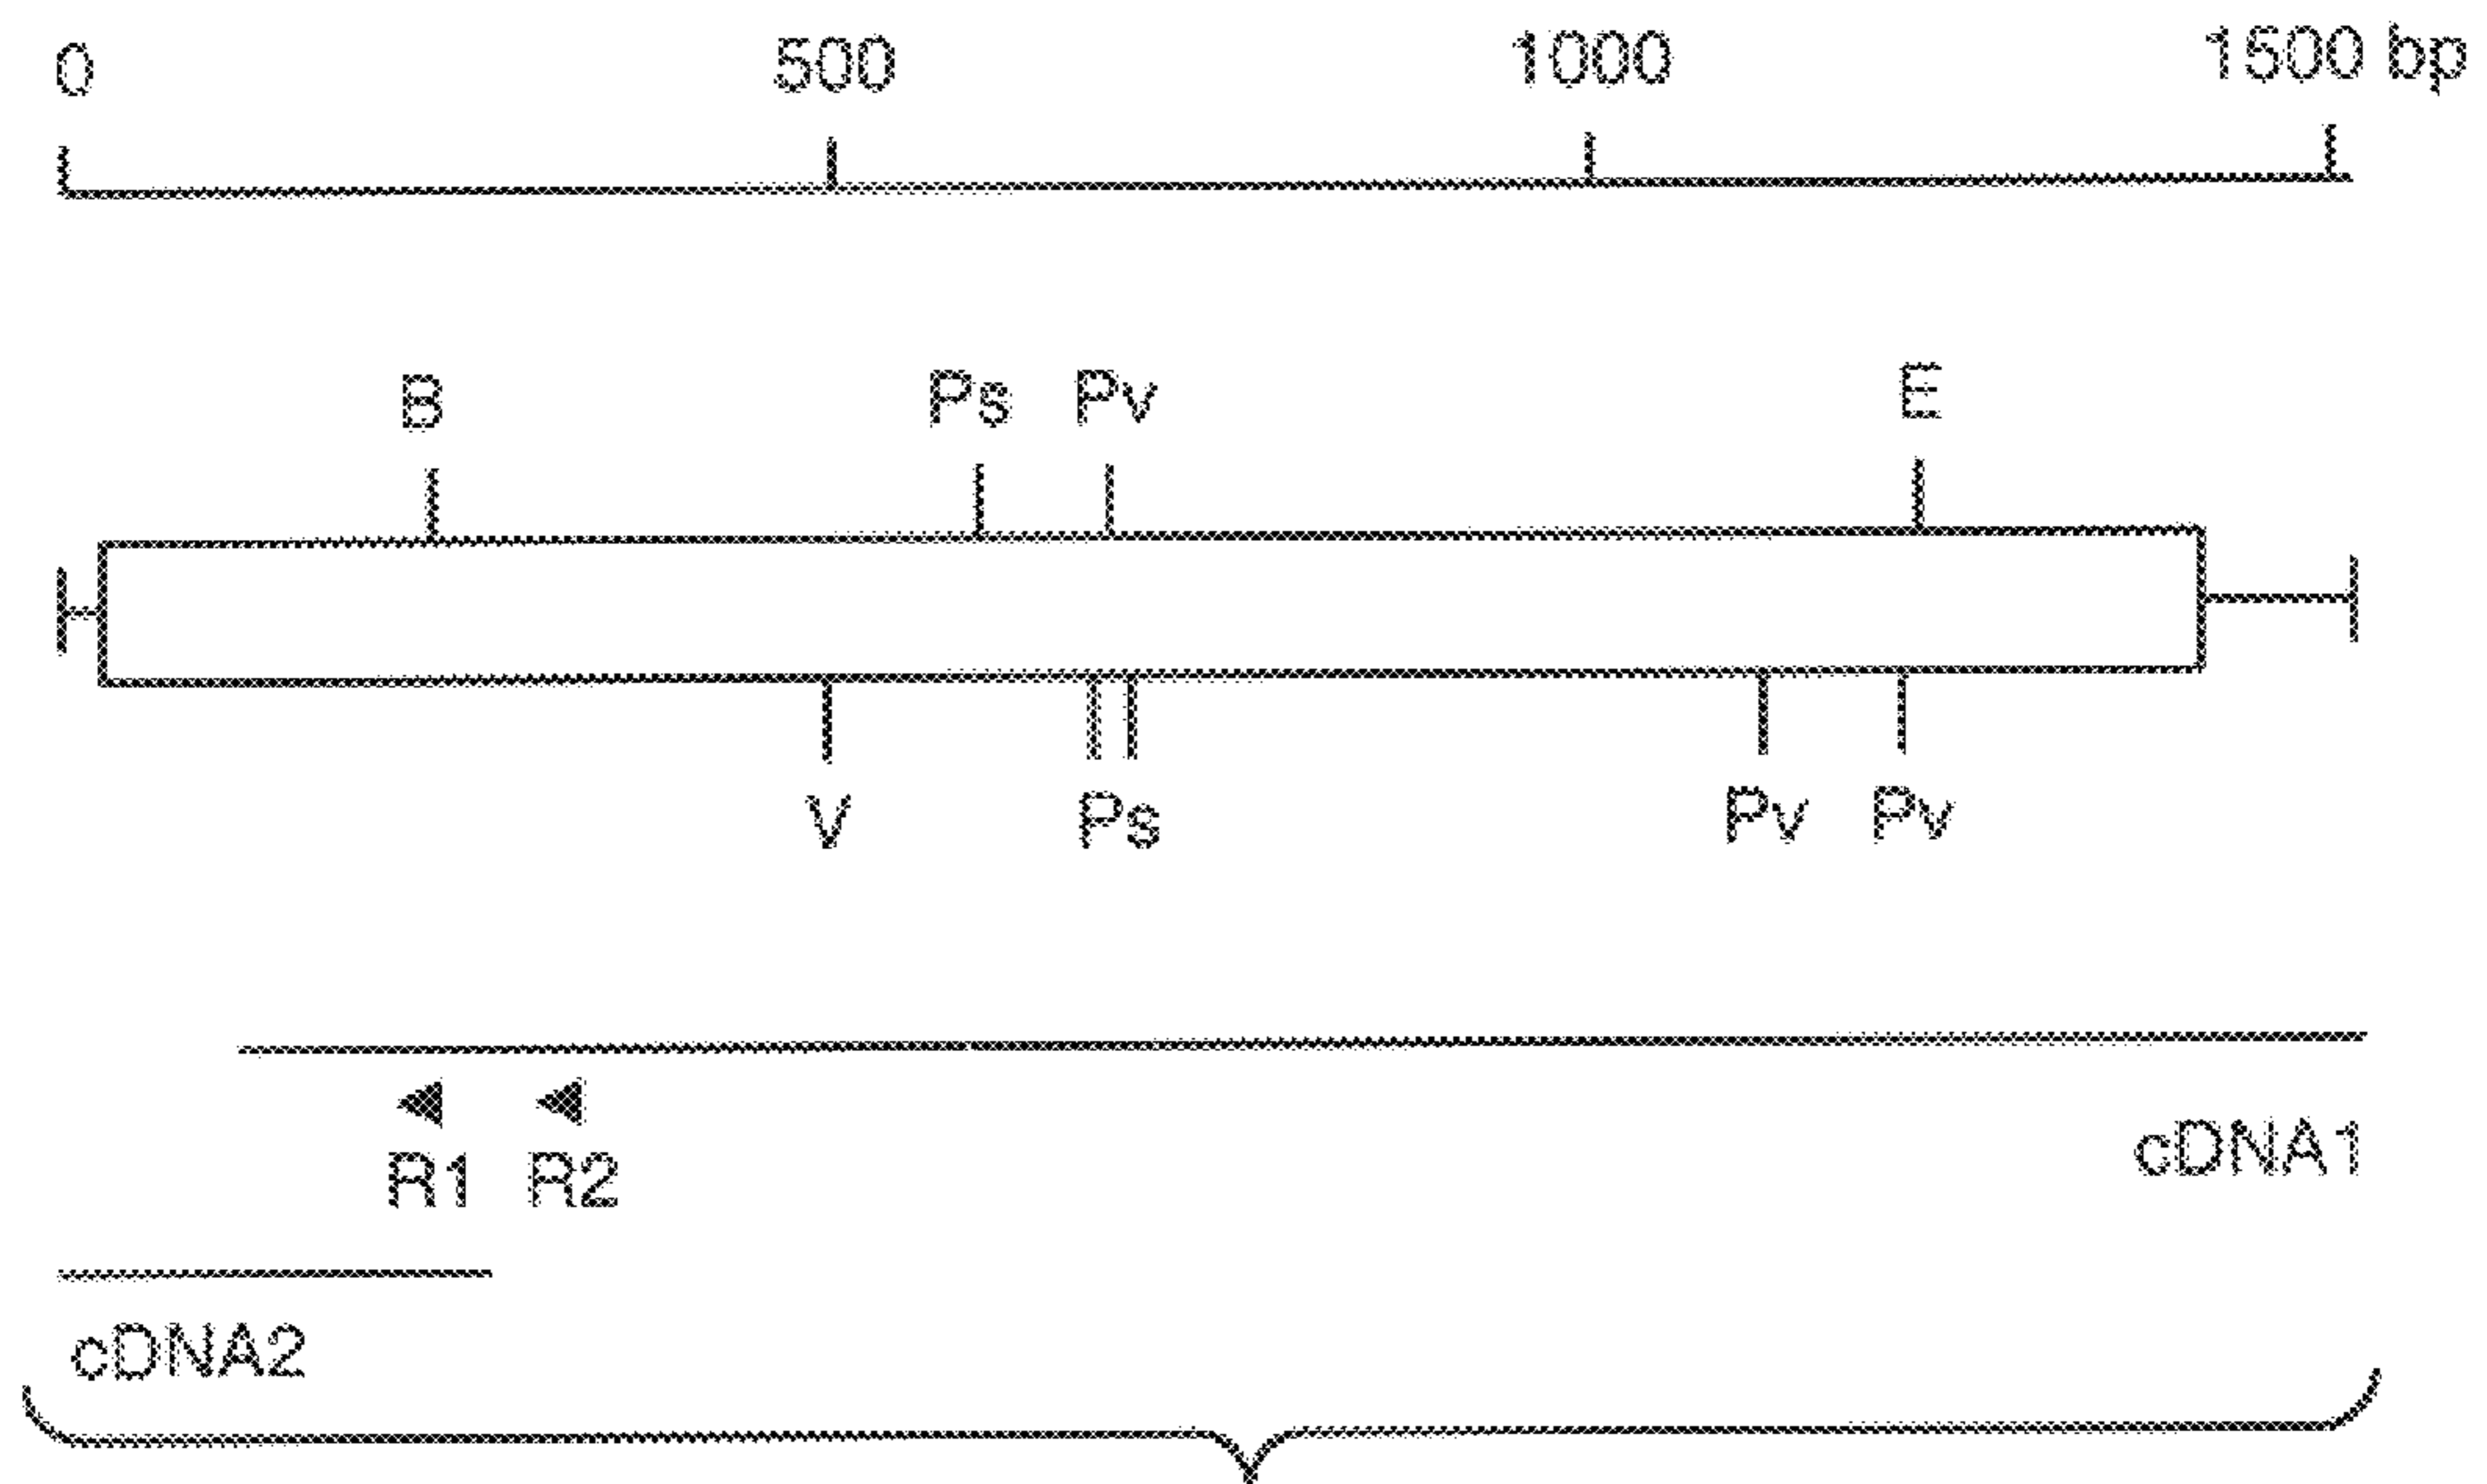 0 500 1000 1500 bp
B Ps Pv E
V Ps Pv Pv
R1 R2 cDNA1
cDNA2